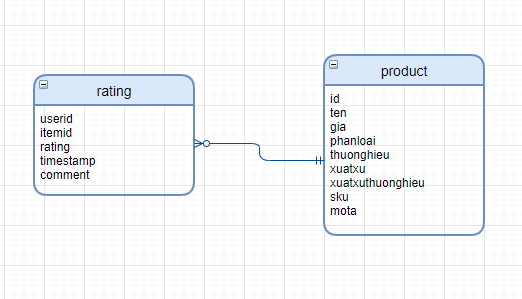 rating
userid
itemid
rating
timestamp
comment
product
id
ten
gia
phanloai
thuonghieu
xuatxu
xuatxuthuonghieu
sku
mota